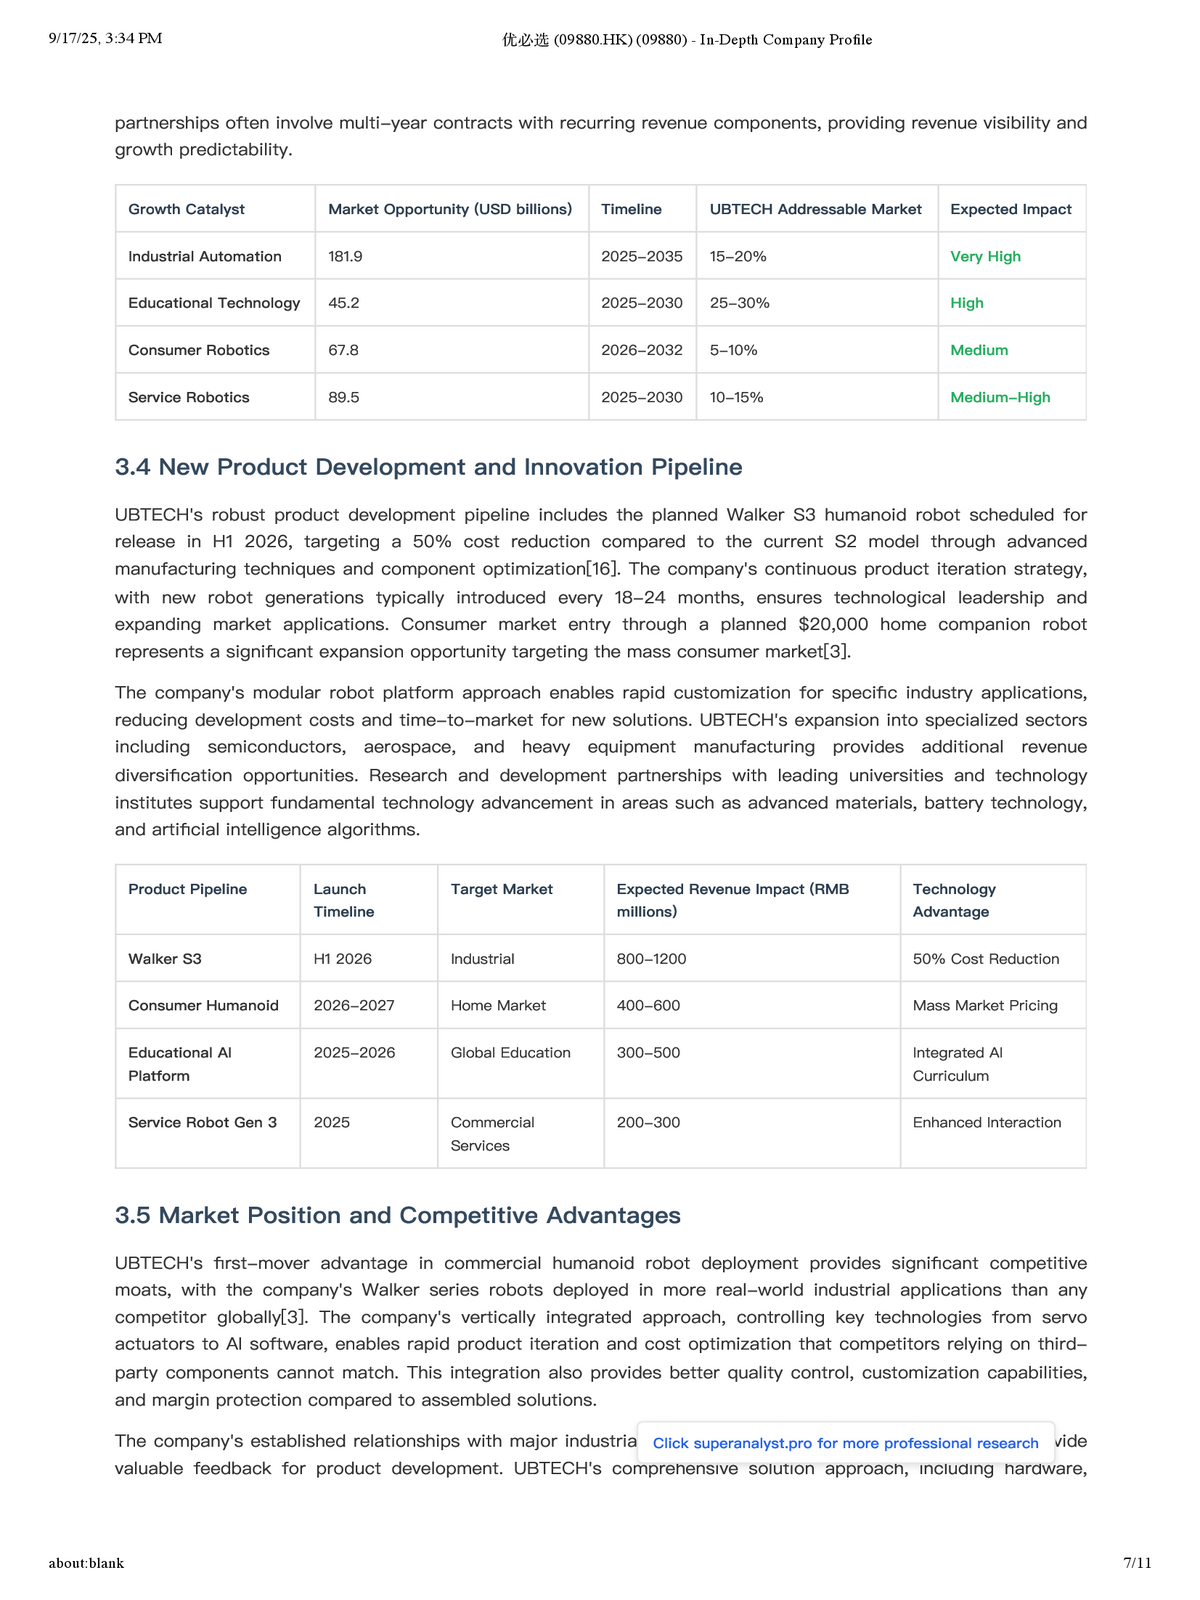 9/17/25, 3:34 PM
优必选 (09880.HK) (09880) - In-Depth Company Profile
partnerships often involve multi-year contracts with recurring revenue components, providing revenue visibility and
growth predictability.
Growth Catalyst Market Opportunity (USD billions) Timeline UBTECH Addressable Market Expected Impact
Industrial Automation 181.9 2025-2035 15-20% Very High
Educational Technology 45.2 2025-2030 25-30% High
Consumer Robotics 67.8 2026-2032 5-10% Medium
Service Robotics 89.5 2025-2030 10-15% Medium-High
3.4 New Product Development and Innovation Pipeline
UBTECH's robust product development pipeline includes the planned Walker S3 humanoid robot scheduled for
release in H1 2026, targeting a 50% cost reduction compared to the current S2 model through advanced
manufacturing techniques and component optimization[16]. The company's continuous product iteration strategy,
with new robot generations typically introduced every 18-24 months, ensures technological leadership and
expanding market applications. Consumer market entry through a planned $20,000 home companion robot
represents a significant expansion opportunity targeting the mass consumer market[3].
The company's modular robot platform approach enables rapid customization for specific industry applications,
reducing development costs and time-to-market for new solutions. UBTECH's expansion into specialized sectors
including semiconductors, aerospace, and heavy equipment manufacturing provides additional revenue
diversification opportunities. Research and development partnerships with leading universities and technology
institutes support fundamental technology advancement in areas such as advanced materials, battery technology,
and artificial intelligence algorithms.
Product Pipeline Launch Timeline Target Market Expected Revenue Impact (RMB millions) Technology Advantage
Walker S3 H1 2026 Industrial 800-1200 50% Cost Reduction
Consumer Humanoid 2026-2027 Home Market 400-600 Mass Market Pricing
Educational AI Platform 2025-2026 Global Education 300-500 Integrated AI Curriculum
Service Robot Gen 3 2025 Commercial Services 200-300 Enhanced Interaction
3.5 Market Position and Competitive Advantages
UBTECH's first-mover advantage in commercial humanoid robot deployment provides significant competitive
moats, with the company's Walker series robots deployed in more real-world industrial applications than any
competitor globally[3]. The company's vertically integrated approach, controlling key technologies from servo
actuators to AI software, enables rapid product iteration and cost optimization that competitors relying on third-
party components cannot match. This integration also provides better quality control, customization capabilities,
and margin protection compared to assembled solutions.
The company's established relationships with major
Click superanalyst.pro for more professional research
valuable feedback for product development. UBTECH's comprehensive solution approach, including hardware,
about:blank
7/11